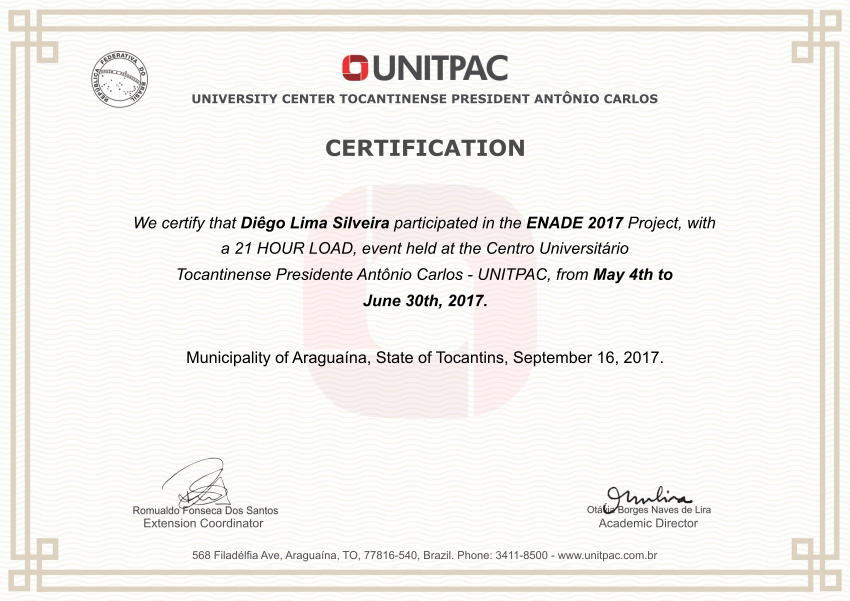 REPÚBLICA FEDERATIVA DO BRASIL
UNITPAC
UNIVERSITY CENTER TOCANTINENSE PRESIDENT ANTÔNIO CARLOS
CERTIFICATION
We certify that Diêgo Lima Silveira participated in the ENADE 2017 Project, with
a 21 HOUR LOAD, event held at the Centro Universitário
Tocantinense Presidente Antônio Carlos - UNITPAC, from May 4th to
June 30th, 2017.
Municipality of Araguaína, State of Tocantins, September 16, 2017.
Romualdo Fonseca Dos Santos
Extension Coordinator
Otávia Borges Naves de Lira
Academic Director
568 Filadélfia Ave, Araguaína, TO, 77816-540, Brazil. Phone: 3411-8500 - www.unitpac.com.br